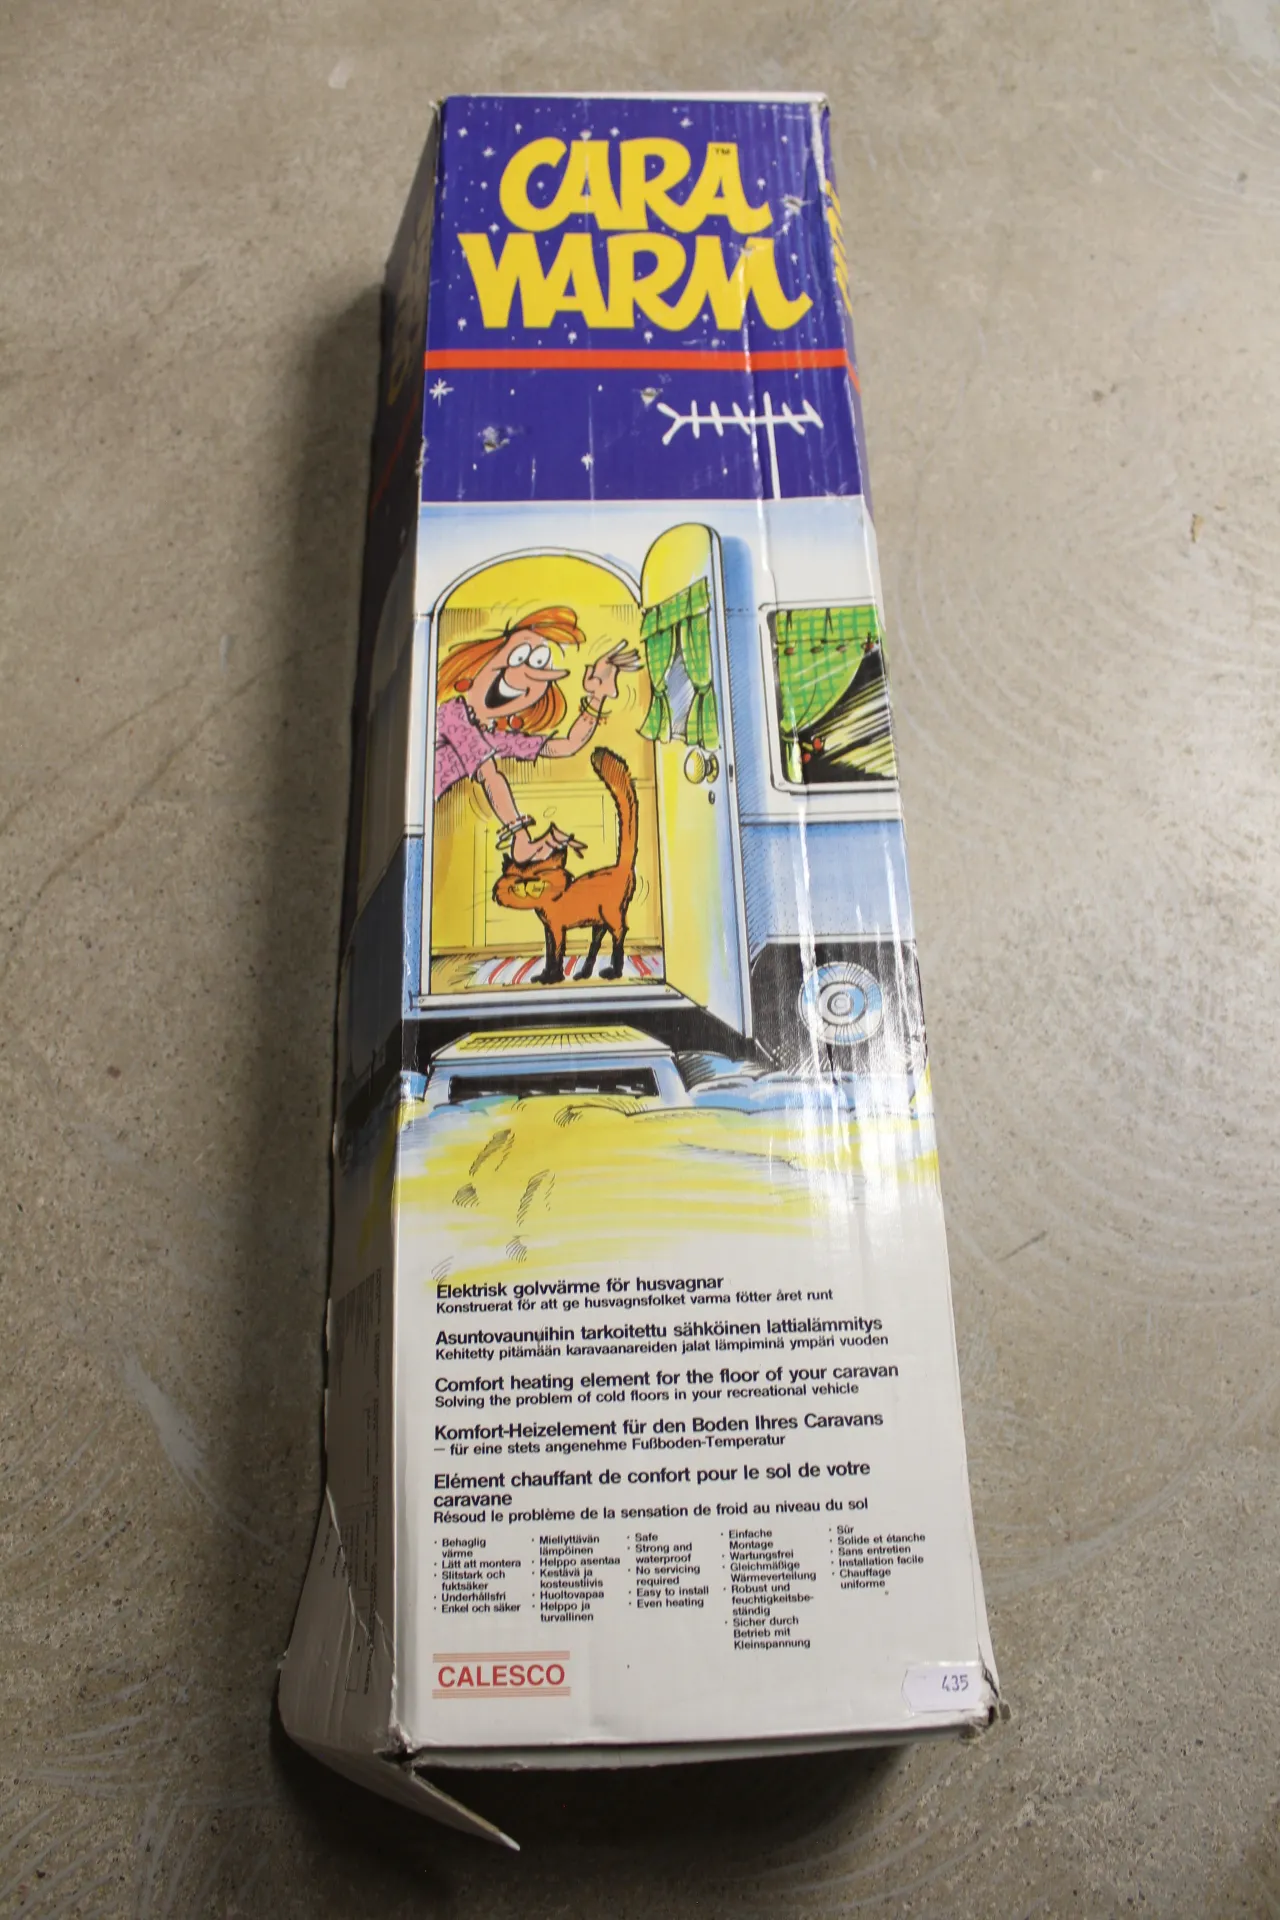 CARA™
WARM
Elektrisk golvvärme för husvagnar
Konstruerat för att ge husvagnsfolket varma fötter året runt
Asuntovaunuihin tarkoitettu sähköinen lattialämmitys
Kehitetty pitämään karavaanareiden jalat lämpiminä ympäri vuoden
Comfort heating element for the floor of your caravan
Solving the problem of cold floors in your recreational vehicle
Komfort-Heizelement für den Boden Ihres Caravans
– für eine stets angenehme Fußboden-Temperatur
Elément chauffant de confort pour le sol de votre
caravane
Résoud le problème de la sensation de froid au niveau du sol
· Behaglig
värme
· Lätt att montera
· Slitstark och
fuktsäker
· Underhållsfri
· Enkel och säker
· Miellyttävän
lämpöinen
· Helppo asentaa
· Kestävä ja
kosteustiivis
· Huoltovapaa
· Helppo ja
turvallinen
· Safe
· Strong and
waterproof
· No servicing
required
· Easy to install
· Even heating
· Einfache
Montage
· Wartungsfrei
· Gleichmäßige
Wärmeverteilung
· Robust und
feuchtigkeitsbe-
ständig
· Sicher durch
Betrieb mit
Kleinspannung
· Sûr
· Solide et étanche
· Sans entretien
· Installation facile
· Chauffage
uniforme
CALESCO
435